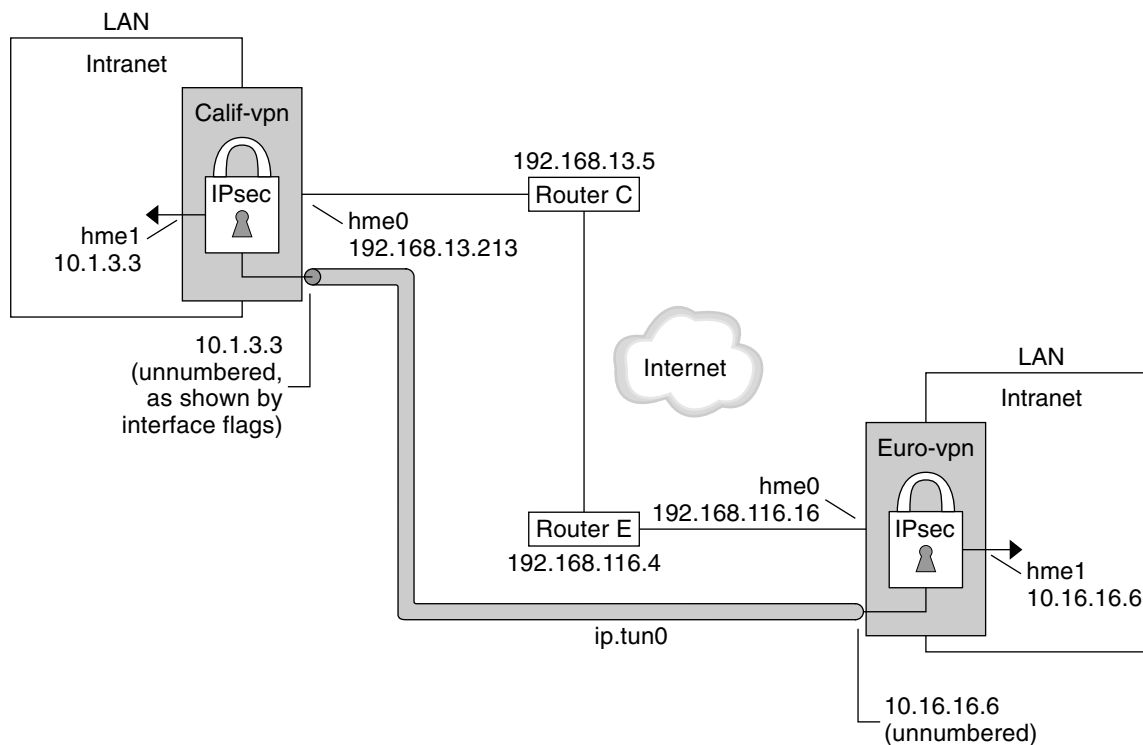 LAN
Intranet
Calif-vpn
IPsec
hme1
10.1.3.3
hme0
192.168.13.213
192.168.13.5
Router C
10.1.3.3
(unnumbered,
as shown by
interface flags)
Internet
LAN
Intranet
Euro-vpn
IPsec
hme0
192.168.116.16
Router E
192.168.116.4
hme1
10.16.16.6
ip.tun0
10.16.16.6
(unnumbered)